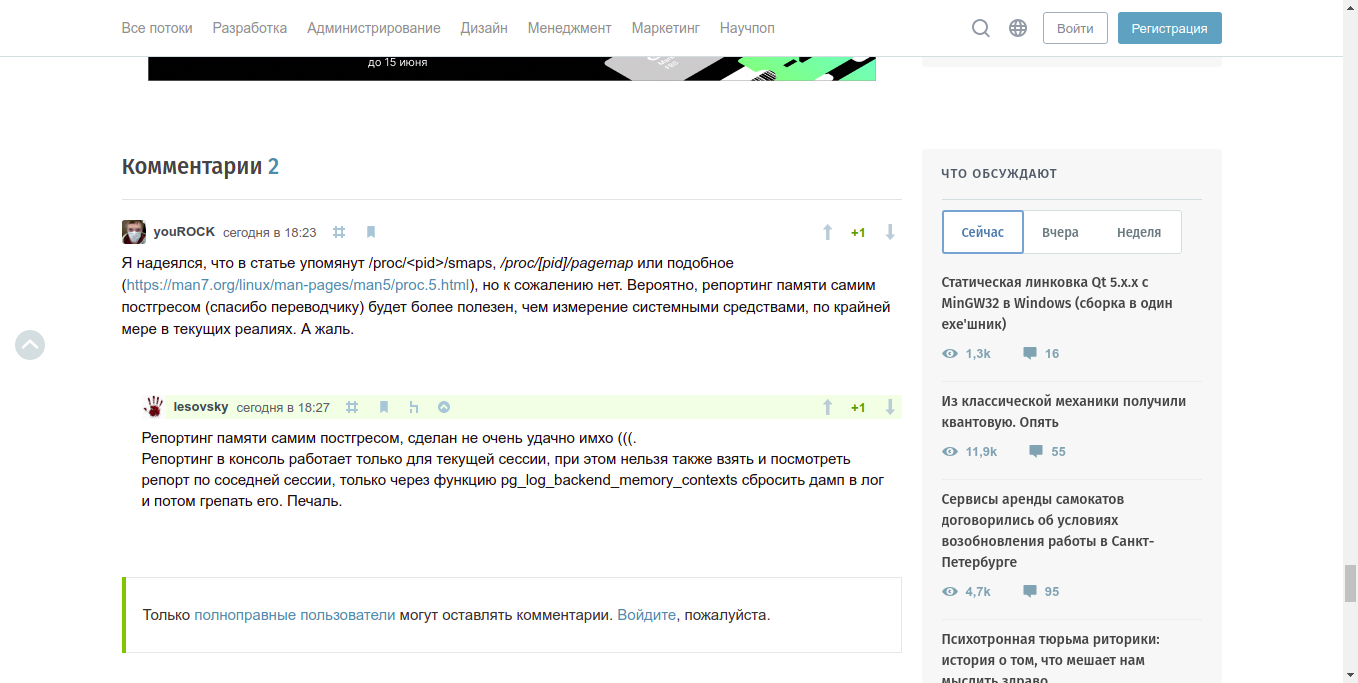 Все потоки Разработка Администрирование Дизайн Менеджмент Маркетинг Научпоп Войти Регистрация
до 15 июня
Комментарии 2
youROCK сегодня в 18:23 +1
Я надеялся, что в статье упомянут /proc/<pid>/smaps, /proc/[pid]/pagemap или подобное
(https://man7.org/linux/man-pages/man5/proc.5.html), но к сожалению нет. Вероятно, репортинг памяти самим
постгресом (спасибо переводчику) будет более полезен, чем измерение системными средствами, по крайней
мере в текущих реалиях. А жаль.
lesovsky сегодня в 18:27 +1
Репортинг памяти самим постгресом, сделан не очень удачно имхо (((.
Репортинг в консоль работает только для текущей сессии, при этом нельзя также взять и посмотреть
репорт по соседней сессии, только через функцию pg_log_backend_memory_contexts сбросить дамп в лог
и потом грепать его. Печаль.
Только полноправные пользователи могут оставлять комментарии. Войдите, пожалуйста.
ЧТО ОБСУЖДАЮТ
Сейчас Вчера Неделя
Статическая линковка Qt 5.x.x с
MinGW32 в Windows (сборка в один
exe'шник)
1,3k 16
Из классической механики получили
квантовую. Опять
11,9k 55
Сервисы аренды самокатов
договорились об условиях
возобновления работы в Санкт-
Петербурге
4,7k 95
Психотронная тюрьма риторики:
история о том, что мешает нам
мыслить здраво